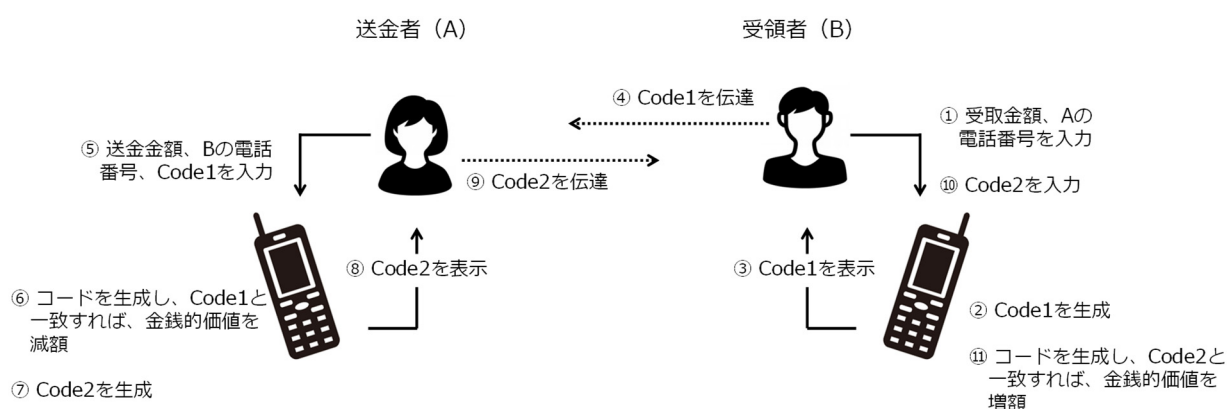 送金者（A）
受領者（B）
④ Code1を伝達
① 受取金額、Aの
電話番号を入力
⑤ 送金金額、Bの電話
番号、Code1を入力
⑨ Code2を伝達
⑩ Code2を入力
⑧ Code2を表示
③ Code1を表示
⑥ コードを生成し、Code1と
一致すれば、金銭的価値を
減額
② Code1を生成
⑦ Code2を生成
⑪ コードを生成し、Code2と
一致すれば、金銭的価値を
増額